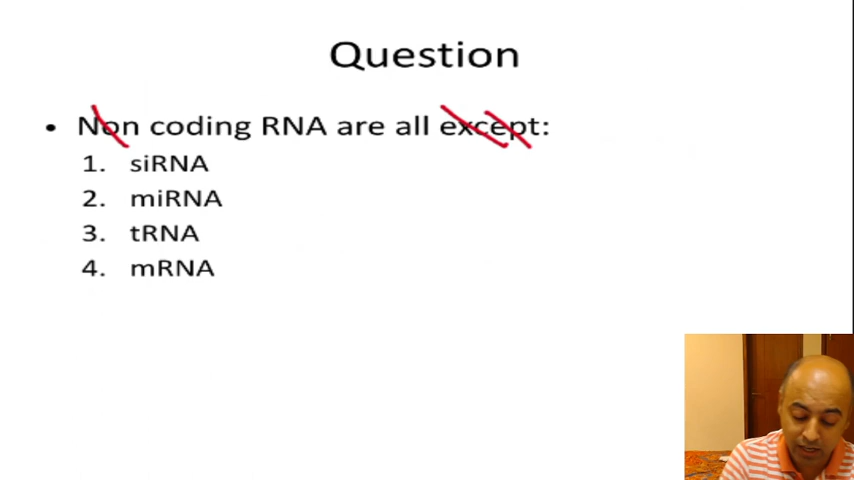 Question
• Non coding RNA are all except:
1. siRNA
2. miRNA
3. tRNA
4. mRNA